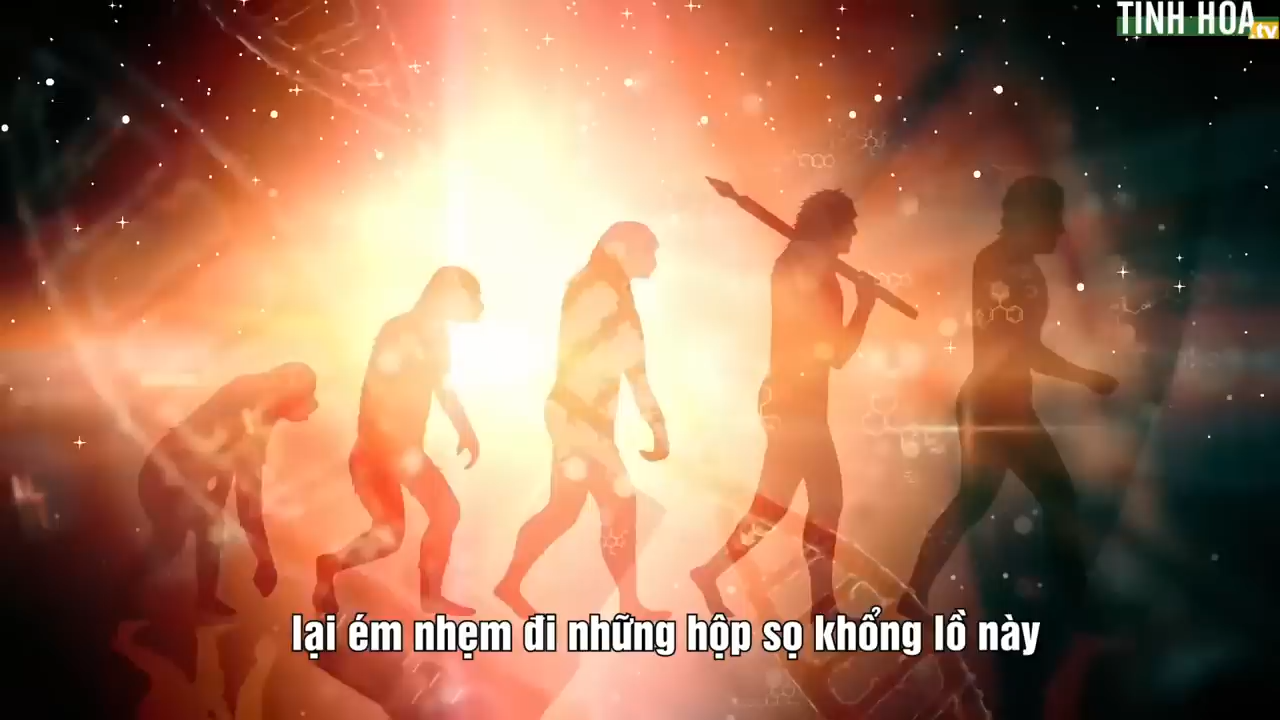 TINH HOA
.tv
lại ém nhẹm đi những hộp sọ khổng lồ này